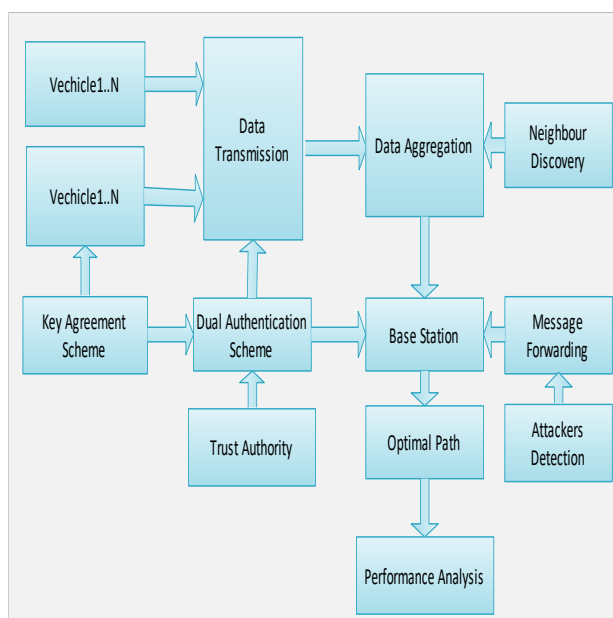 Vechicle1..N
Data
Transmission
Data Aggregation
Neighbour
Discovery
Vechicle1..N
Key Agreement
Scheme
Dual Authentication
Scheme
Base Station
Message
Forwarding
Trust Authority
Optimal Path
Attackers
Detection
Performance Analysis